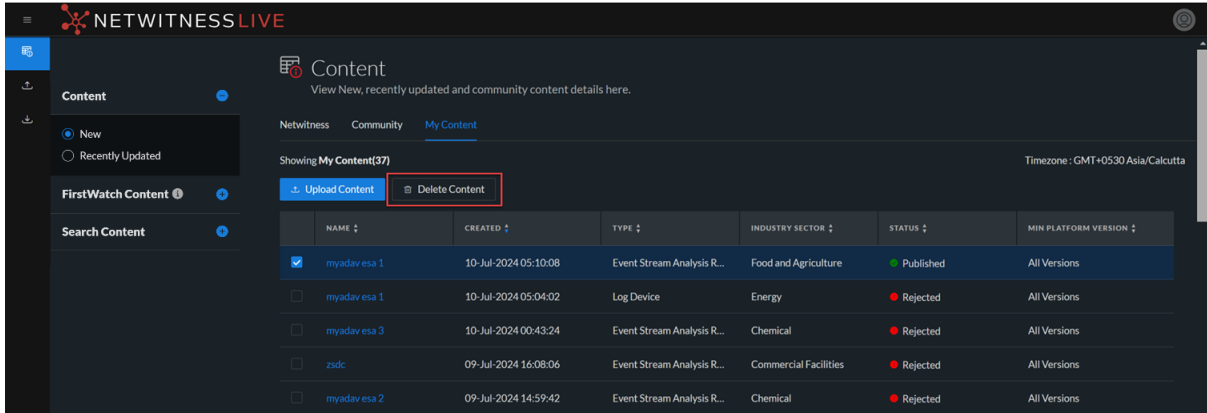 NETWITNESSLIVE
Content
View New, recently updated and community content details here.
Content
New
Recently Updated
FirstWatch Content
Search Content
Netwitness Community My Content
Showing My Content(37)
Timezone : GMT+0530 Asia/Calcutta
Upload Content Delete Content
NAME CREATED TYPE INDUSTRY SECTOR STATUS MIN PLATFORM VERSION
myadav esa 1 10-Jul-2024 05:10:08 Event Stream Analysis R... Food and Agriculture Published All Versions
myadav esa 1 10-Jul-2024 05:04:02 Log Device Energy Rejected All Versions
myadav esa 3 10-Jul-2024 00:43:24 Event Stream Analysis R... Chemical Rejected All Versions
zsdc 09-Jul-2024 16:08:06 Event Stream Analysis R... Commercial Facilities Rejected All Versions
myadav esa 2 09-Jul-2024 14:59:42 Event Stream Analysis R... Chemical Rejected All Versions